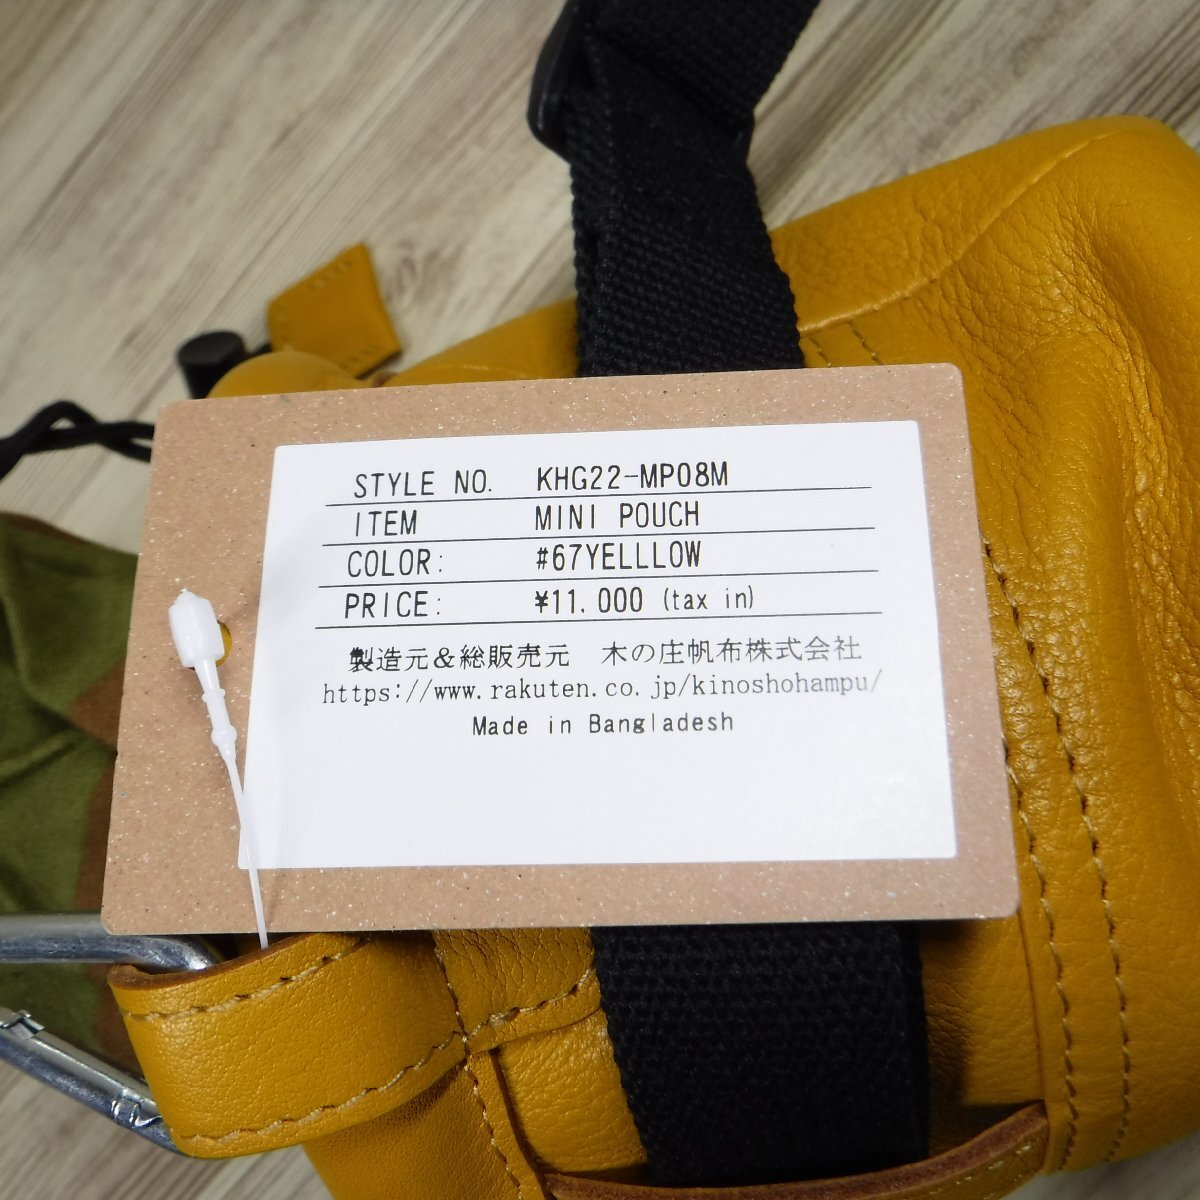 STYLE NO. KHG22-MP08M
ITEM MINI POUCH
COLOR: #67YELLLOW
PRICE: ¥11.000 (tax in)
製造元&総販売元 木の庄帆布株式会社
https://www.rakuten.co.jp/kinoshohampu/
Made in Bangladesh